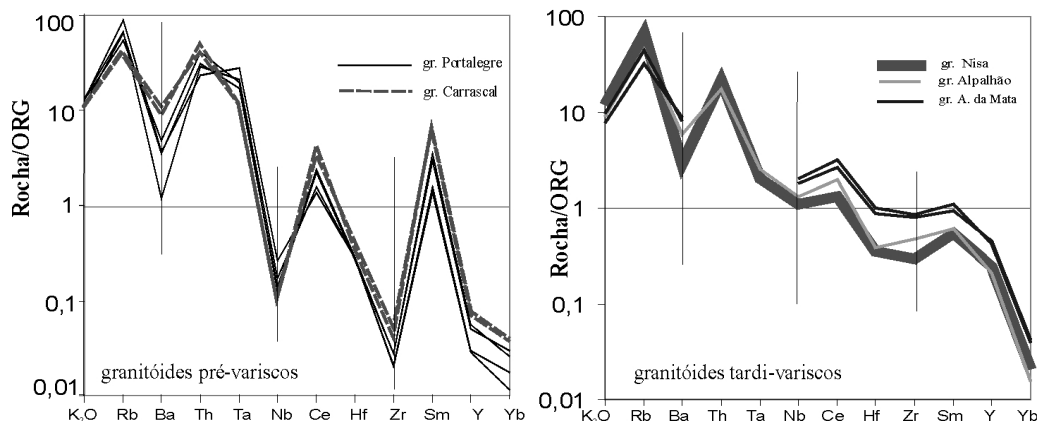 100
10
1
0,1
0,01
Rocha/ORG
gr. Portalegre
gr. Carrascal
granitóides pré-variscos
K,O Rb Ba Th Ta Nb Ce Hf Zr Sm Y Yb
100
10
1
0,1
0,01
Rocha/ORG
gr. Nisa
gr. Alpalhão
gr. A. da Mata
granitóides tardi-variscos
K,O Rb Ba Th Ta Nb Ce Hf Zr Sm Y Yb